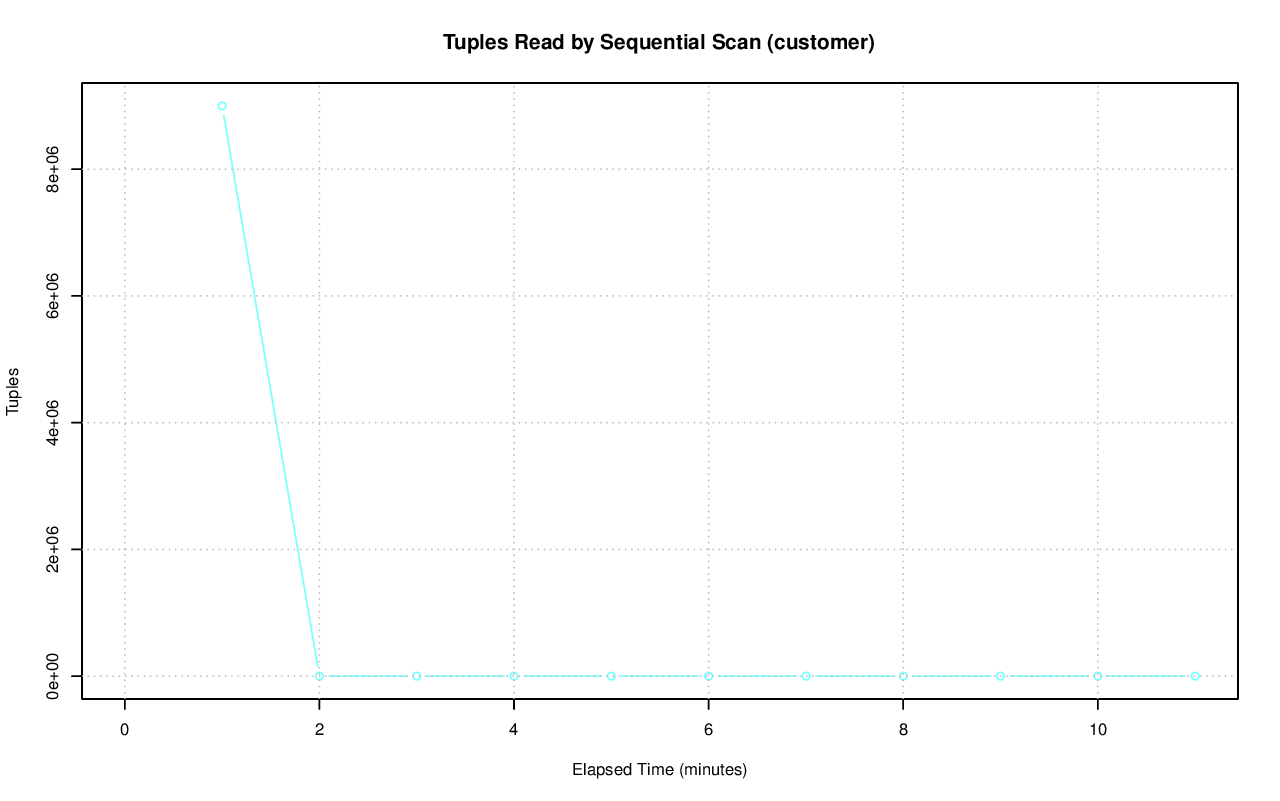 Tuples Read by Sequential Scan (customer)
Tuples
8e+06
6e+06
4e+06
2e+06
0e+00
0 2 4 6 8 10
Elapsed Time (minutes)